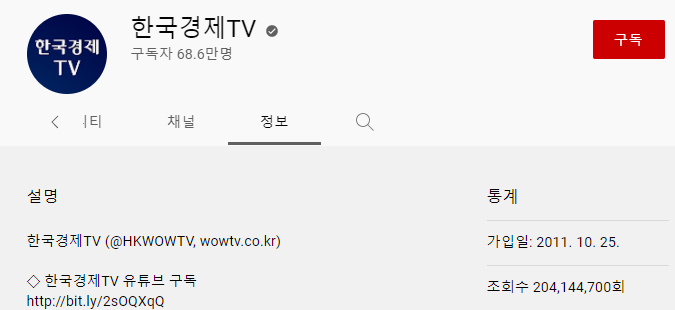 한국경제
TV
한국경제TV
구독자 68.6만명
구독
티
채널
정보
설명
한국경제TV (@HKWOWTV, wowtv.co.kr)
◇ 한국경제TV 유튜브 구독
http://bit.ly/2sOQXqQ
통계
가입일: 2011. 10. 25.
조회수 204,144,700회